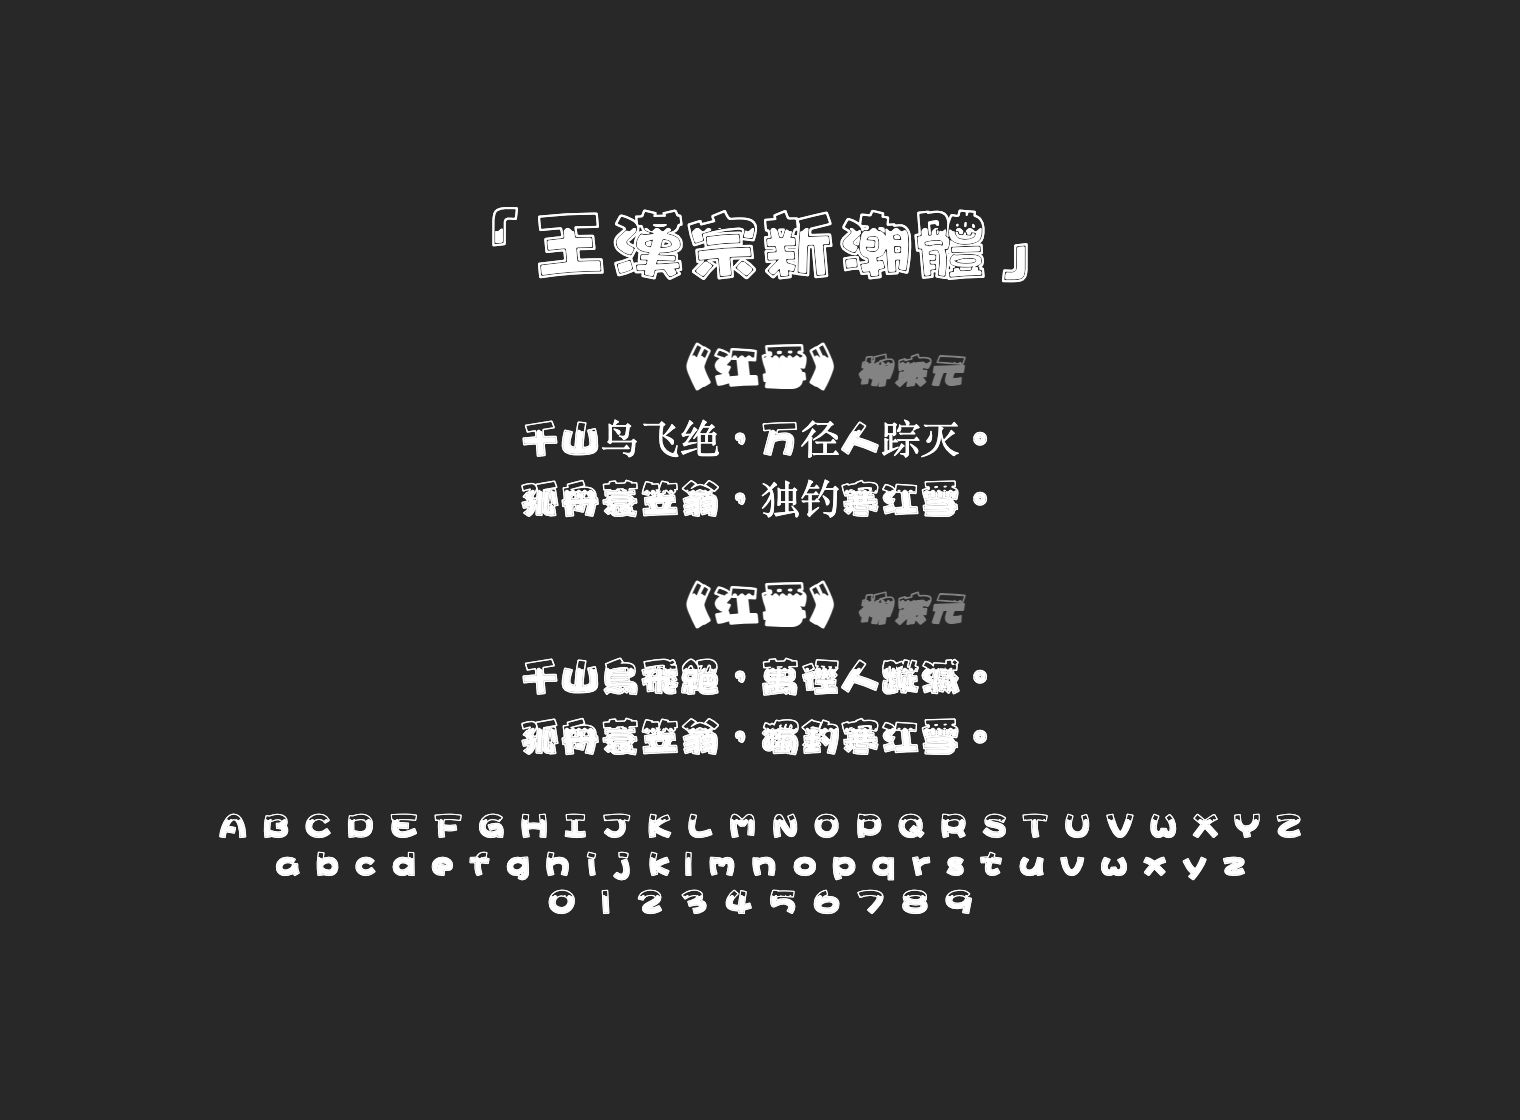 「王漢宗新潮體」
《江雪》 柳宗元
千山鸟飞绝，万径人踪灭。
孤舟蓑笠翁，独钓寒江雪。
《江雪》 柳宗元
千山鳥飛絕，萬徑人蹤滅。
孤舟蓑笠翁，獨釣寒江雪。
A B C D E F G H I J K L M N O P Q R S T U V W X Y Z
a b c d e f g h i j k l m n o p q r s t u v w x y z
0 1 2 3 4 5 6 7 8 9